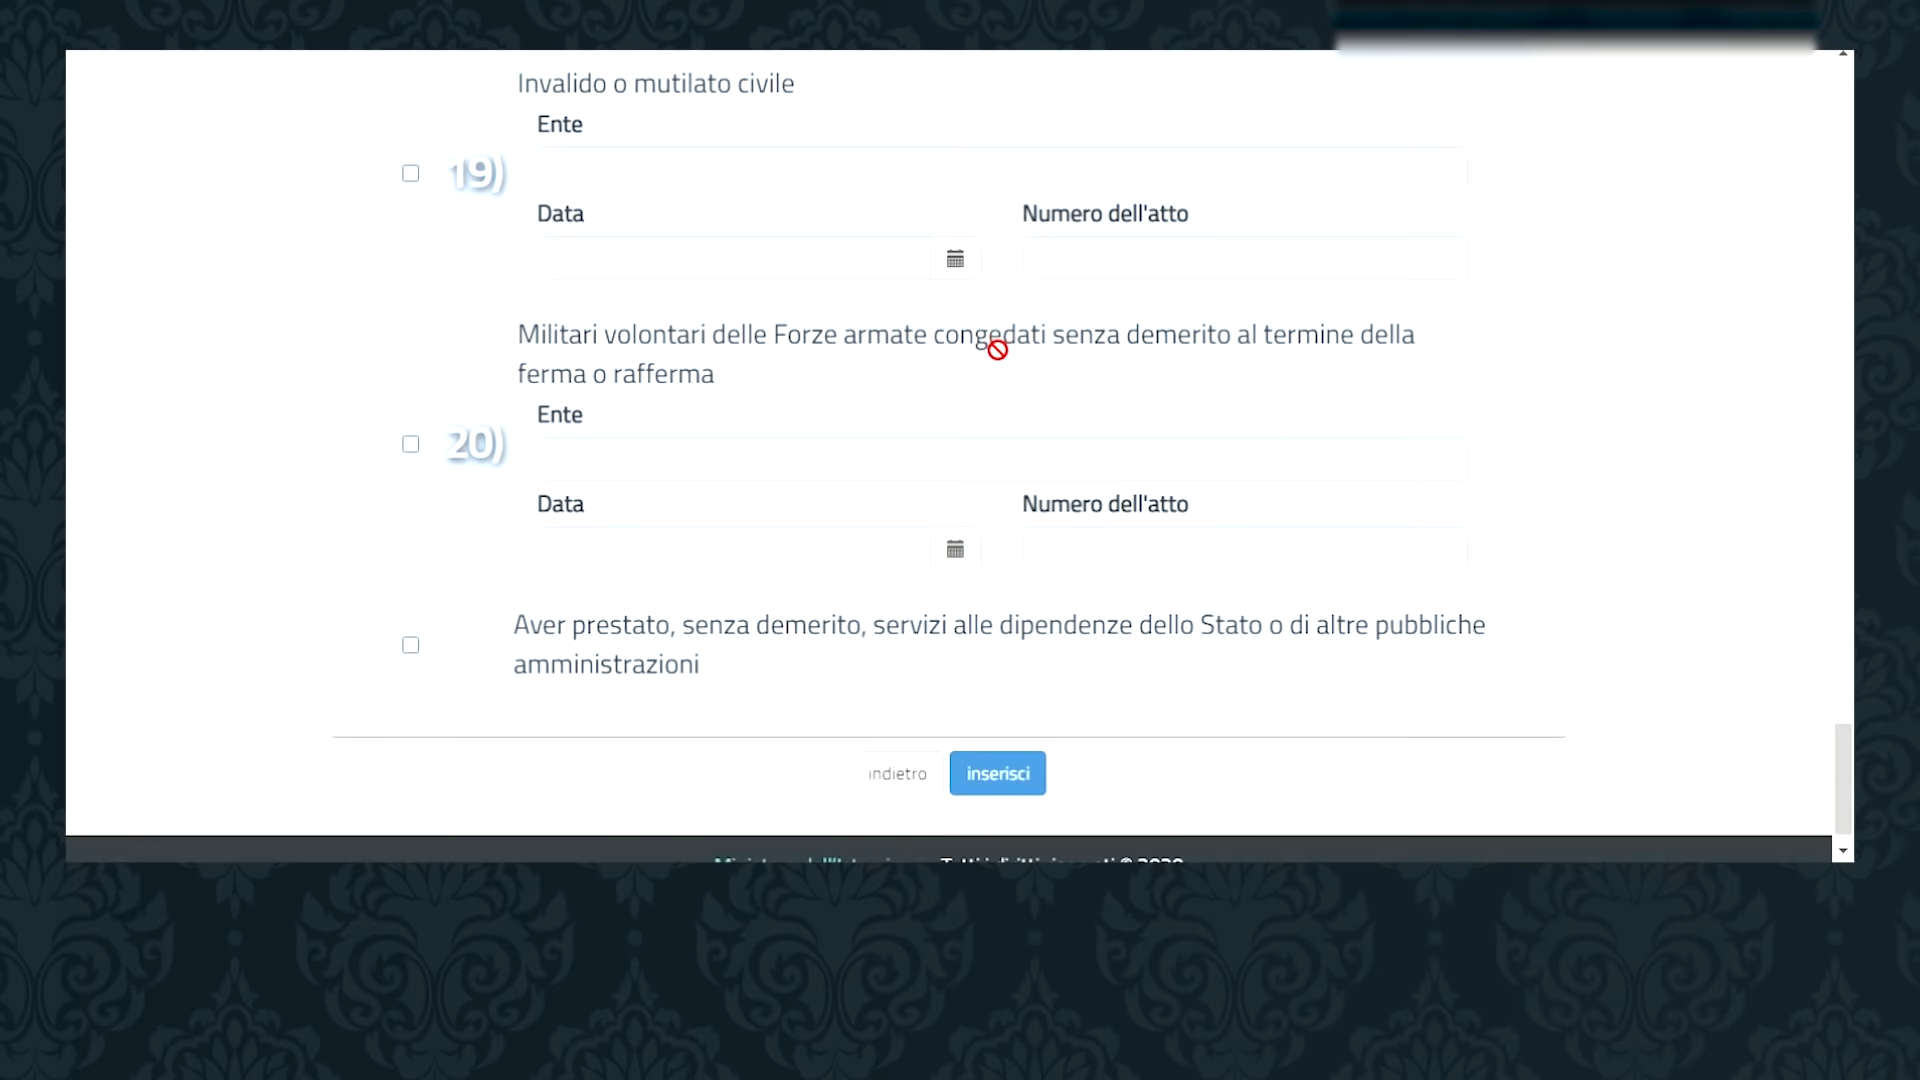 Invalido o mutilato civile
Ente
19)
Data Numero dell'atto
Militari volontari delle Forze armate congedati senza demerito al termine della
ferma o rafferma
Ente
20)
Data Numero dell'atto
Aver prestato, senza demerito, servizi alle dipendenze dello Stato o di altre pubbliche
amministrazioni
indietro inserisci